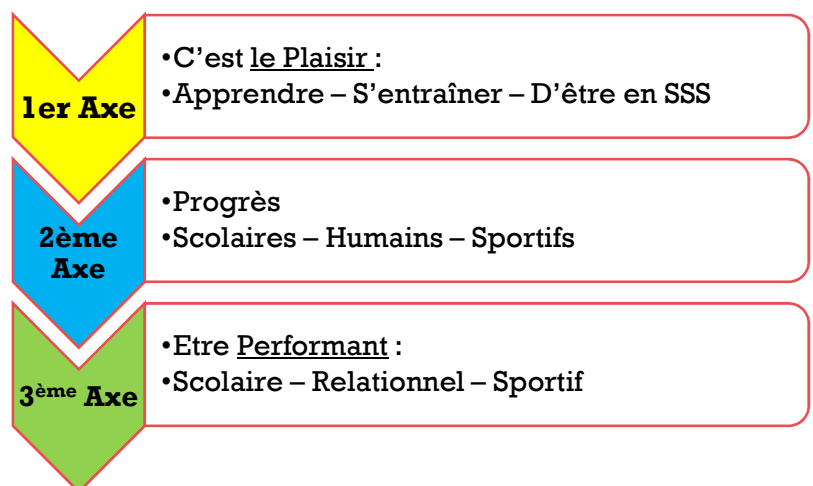 1er Axe
•C’est le Plaisir :
•Apprendre – S’entraîner – D’être en SSS
2ème
Axe
•Progrès
•Scolaires – Humains – Sportifs
3ème Axe
•Etre Performant :
•Scolaire – Relationnel – Sportif